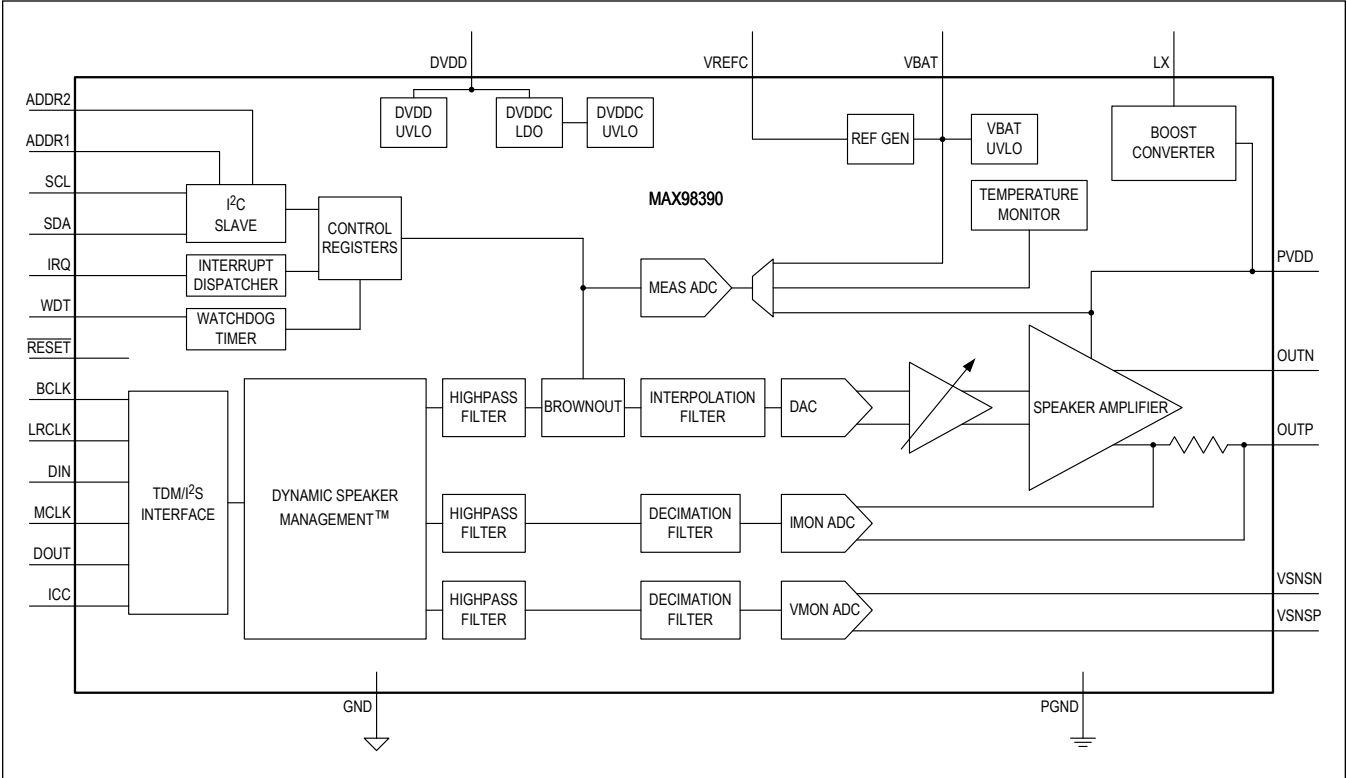 DVDD
VREFC
VBAT
LX
ADDR2
ADDR1
SCL
SDA
IRQ
WDT
RESET
BCLK
LRCLK
DIN
MCLK
DOUT
ICC
DVDD
UVLO
DVDDC
LDO
DVDDC
UVLO
REF GEN
VBAT
UVLO
BOOST
CONVERTER
MAX98390
TEMPERATURE
MONITOR
I2C
SLAVE
CONTROL
REGISTERS
INTERRUPT
DISPATCHER
WATCHDOG
TIMER
MEAS ADC
PVDD
OUTN
OUTP
VSNSN
VSNSP
TDM/I2S
INTERFACE
DYNAMIC SPEAKER
MANAGEMENT™
HIGHPASS
FILTER
BROWNOUT
INTERPOLATION
FILTER
DAC
SPEAKER AMPLIFIER
HIGHPASS
FILTER
DECIMATION
FILTER
IMON ADC
HIGHPASS
FILTER
DECIMATION
FILTER
VMON ADC
GND
PGND